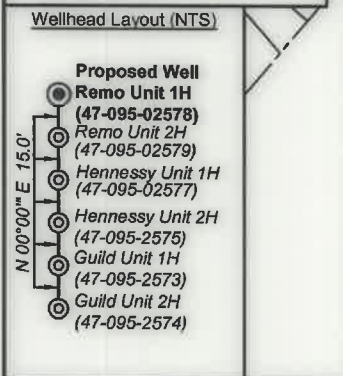 Wellhead Layout (NTS)
Proposed Well
Remo Unit 1H
(47-095-02578)
Remo Unit 2H
(47-095-02579)
Hennessy Unit 1H
(47-095-02577)
Hennessy Unit 2H
(47-095-2575)
Guild Unit 1H
(47-095-2573)
Guild Unit 2H
(47-095-2574)
N 00°00'" E 15.0'